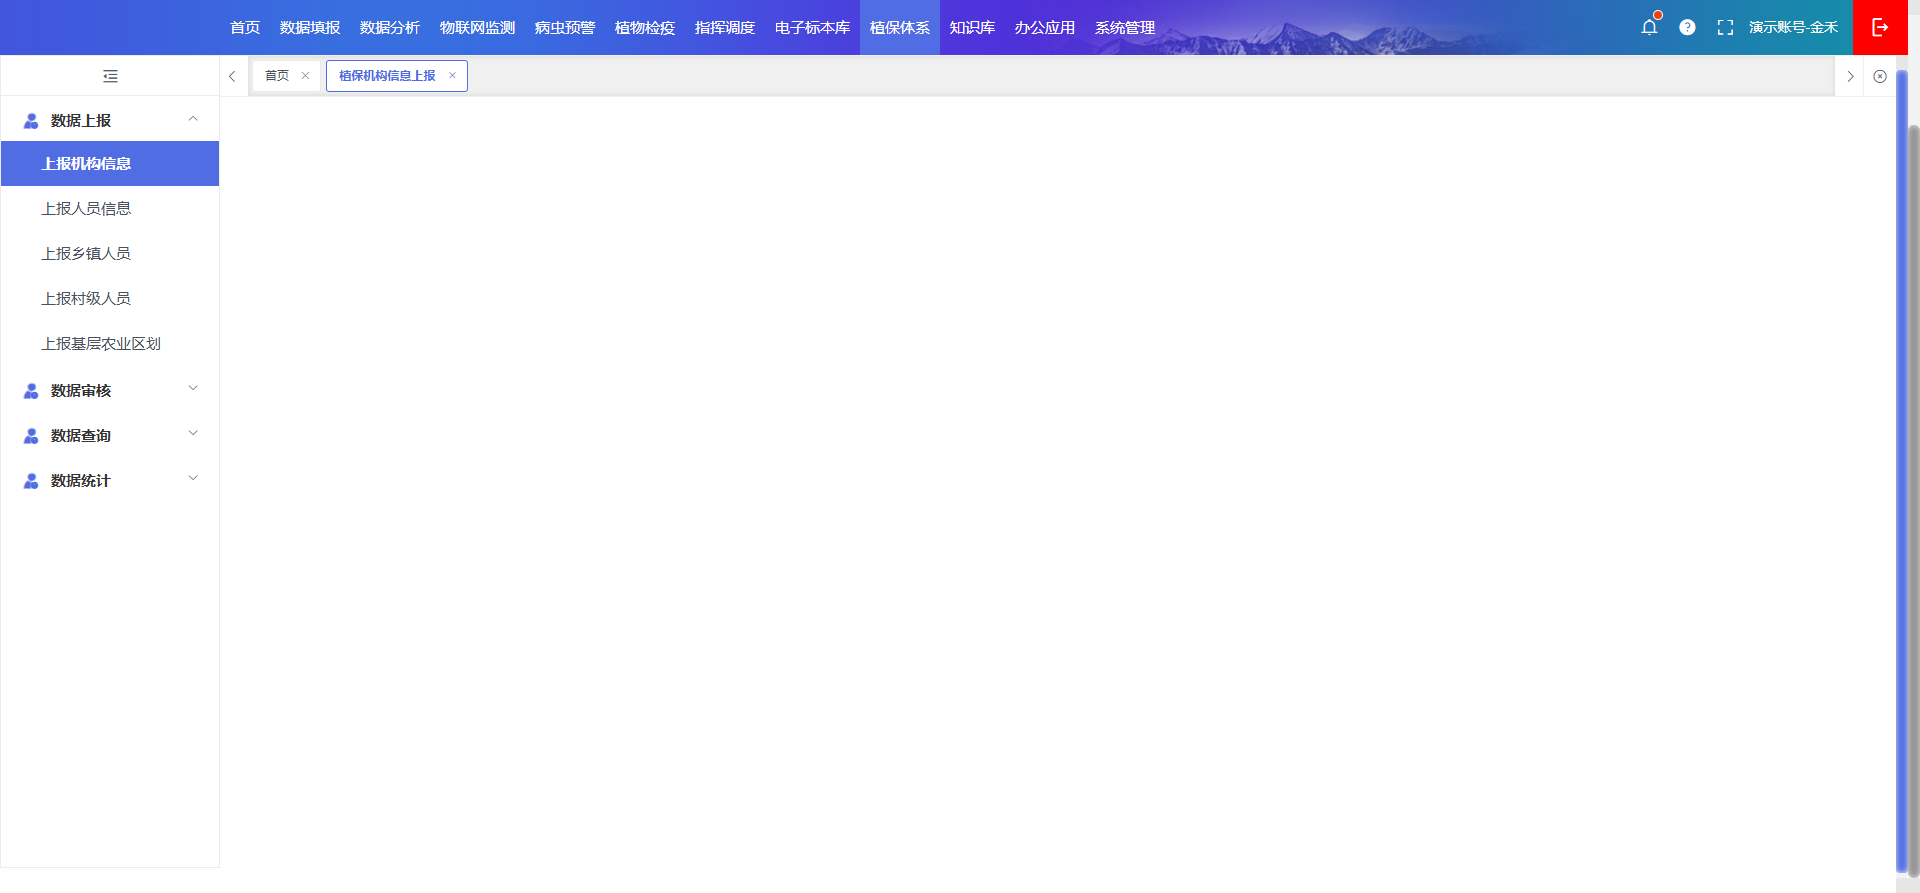 首页 数据填报 数据分析 物联网监测 病虫预警 植物检疫 指挥调度 电子标本库 植保体系 知识库 办公应用 系统管理 演示账号-金禾
首页 植保机构信息上报
数据上报
上报机构信息
上报人员信息
上报乡镇人员
上报村级人员
上报基层农业区划
数据审核
数据查询
数据统计